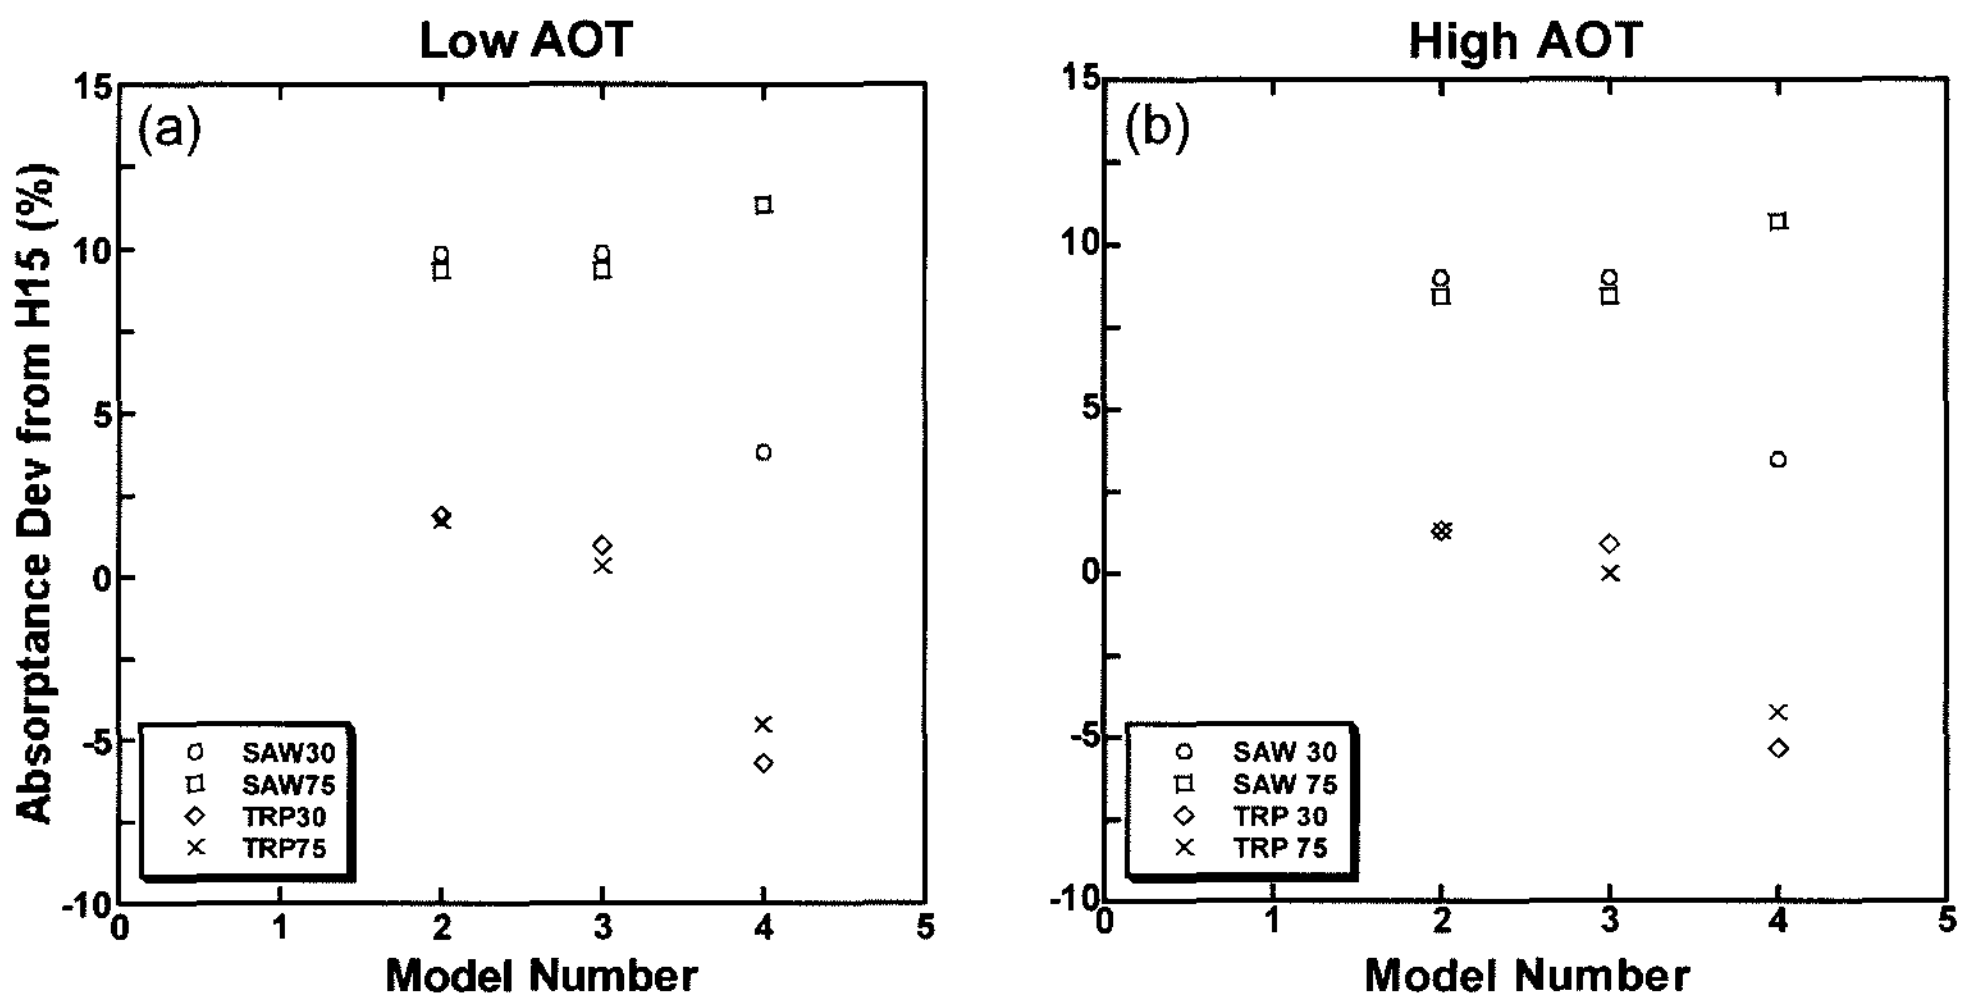 Low AOT
(a)
Absorptance Dev from H15 (%)
15
10
5
0
-5
-10
SAW30
SAW75
TRP30
TRP75
0 1 2 3 4 5
Model Number
High AOT
(b)
15
10
5
0
-5
-10
SAW 30
SAW 75
TRP 30
TRP 75
0 1 2 3 4 5
Model Number